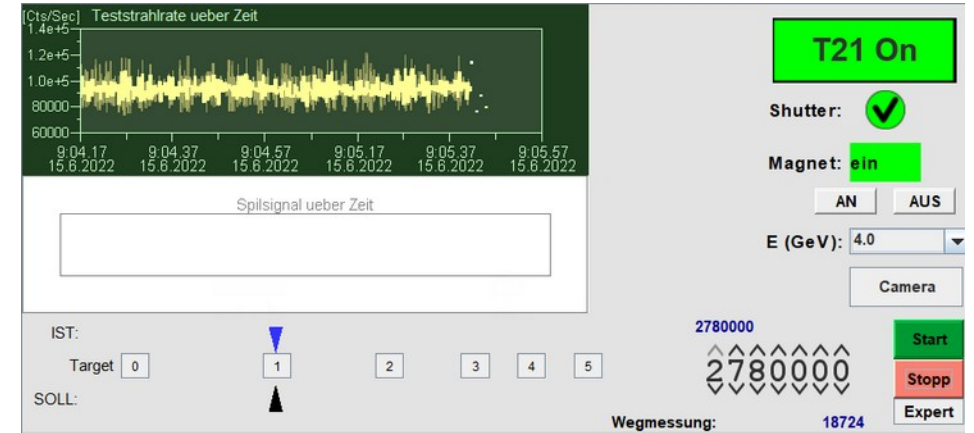 [Cts/Sec] Teststrahlrate ueber Zeit
1.4e+5
1.2e+5
1.0e+5
80000
60000
9:04.17 9:04.37 9:04.57 9:05.17 9:05.37 9:05.57
15.6.2022 15.6.2022 15.6.2022 15.6.2022 15.6.2022 15.6.2022
T21 On
Shutter:
Magnet: ein
AN AUS
E (GeV): 4.0
Camera
Spilsignal ueber Zeit
IST:
Target 0 1 2 3 4 5
SOLL:
2780000
2780000
Wegmessung: 18724
Start
Stopp
Expert